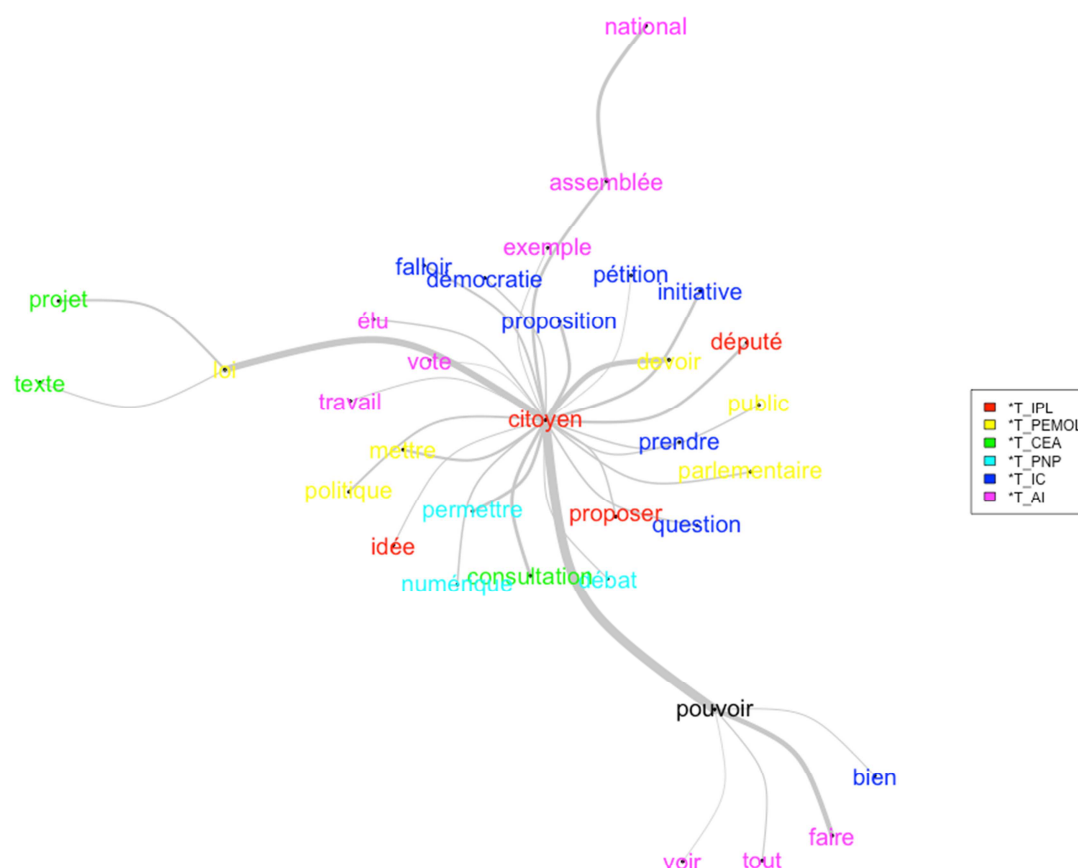 national
assemblée
exemple
falloir
démocratie
pétition
initiative
projet
élu
proposition
député
loi
vote
texte
devoir
travail
public
citoyen
mettre
prendre
parlementaire
politique
permettre
proposer
question
idée
numérique
consultation
débat
pouvoir
bien
faire
voir
tout
*T_IPL
*T_PEMOL
*T_CEA
*T_PNP
*T_IC
*T_AI